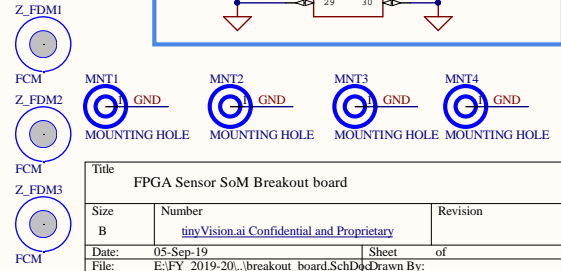 Z_FDM1
29 30
FCM
MNT1 MNT2 MNT3 MNT4
Z_FDM2
1 GND 1 GND 1 GND 1 GND
MOUNTING HOLE MOUNTING HOLE MOUNTING HOLE MOUNTING HOLE
FCM
Title
FPGA Sensor SoM Breakout board
Z_FDM3
Size Number Revision
B tinyVision.ai Confidential and Proprietary
Date: 05-Sep-19 Sheet of
FCM
File: E:\FY_2019-20\..\breakout_board.SchDoc Drawn By: